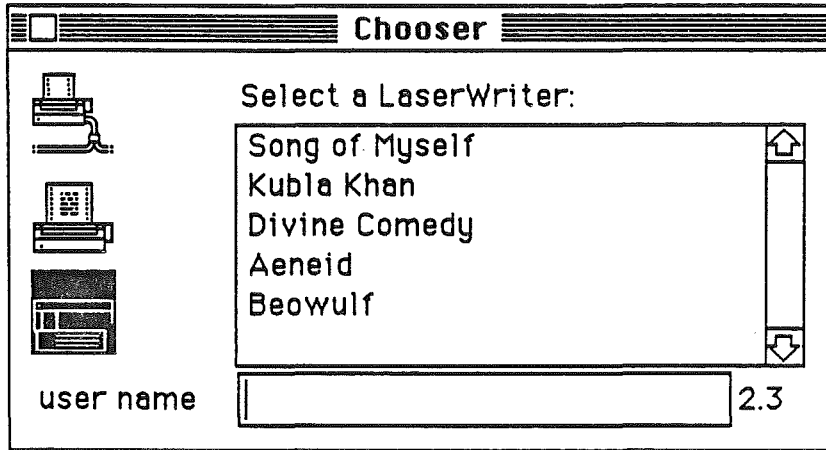 Chooser
Select a LaserWriter:
Song of Myself
Kubla Khan
Divine Comedy
Aeneid
Beowulf
user name
2.3